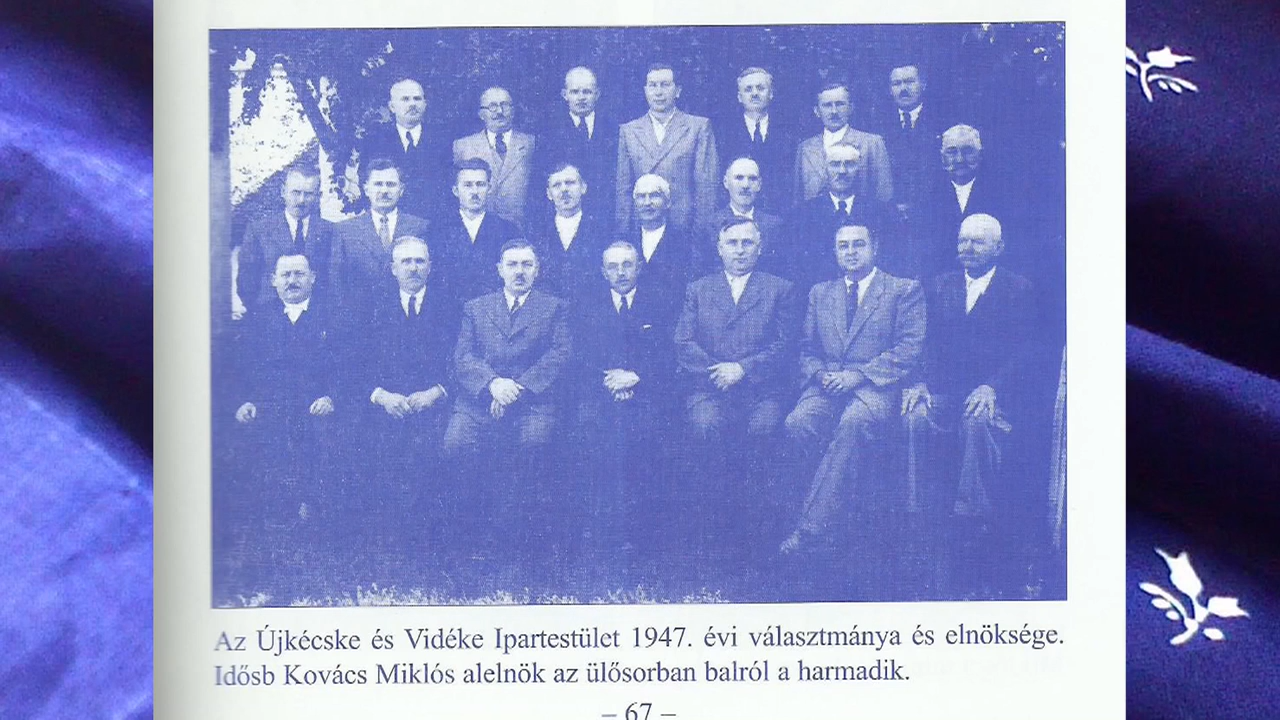 Az Újkécske és Vidéke Ipartestület 1947. évi választmánya és elnöksége.
Idősb Kovács Miklós alelnök az ülősorban balról a harmadik.
– 67 –